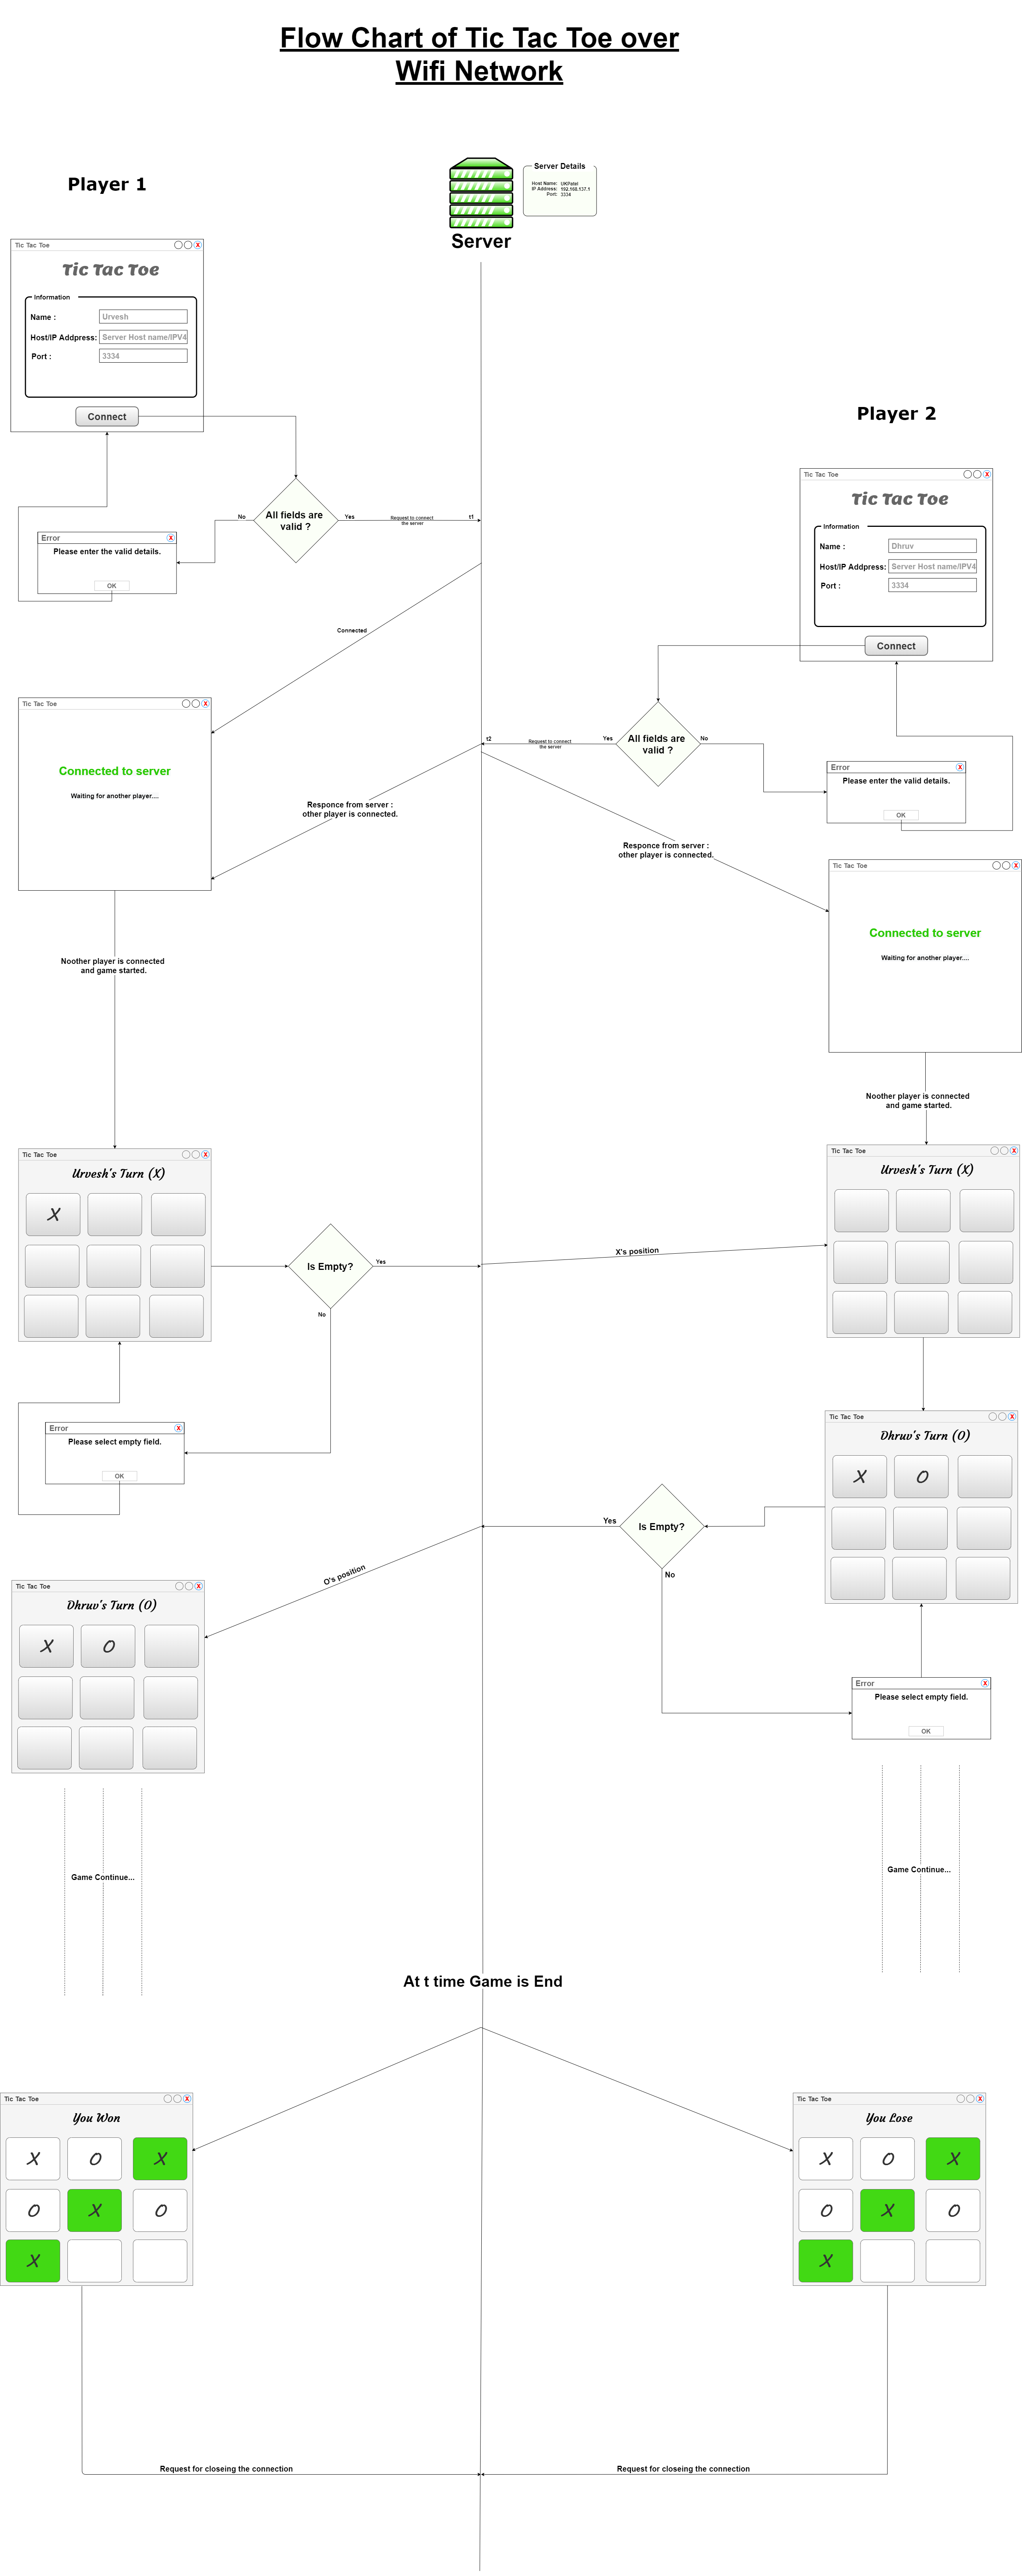 Flow Chart of Tic Tac Toe over
Wifi Network
Player 1
Server Details
Host Name: UKPatel
IP Address: 192.168.137.1
Port: 3334
Server
Tic Tac Toe
X
Tic Tac Toe
Information
Name : Urvesh
Host/IP Addpress: Server Host name/IPV4
Port : 3334
Connect
Player 2
Tic Tac Toe
X
Tic Tac Toe
Information
Name : Dhruv
Host/IP Addpress: Server Host name/IPV4
Port : 3334
Connect
All fields are
valid ?
No
Yes
Request to connect
the server
t1
Error
X
Please enter the valid details.
OK
Connected
All fields are
valid ?
Yes
No
Request to connect
the server
t2
Error
X
Please enter the valid details.
OK
Tic Tac Toe
X
Connected to server
Waiting for another player....
Responce from server :
other player is connected.
Responce from server :
other player is connected.
Tic Tac Toe
X
Connected to server
Waiting for another player....
Noother player is connected
and game started.
Noother player is connected
and game started.
Tic Tac Toe
X
Urvesh's Turn (X)
X
Is Empty?
Yes
No
X's position
Tic Tac Toe
X
Urvesh's Turn (X)
Error
X
Please select empty field.
OK
Tic Tac Toe
X
Dhruv's Turn (O)
X O
Is Empty?
Yes
No
O's position
Tic Tac Toe
X
Dhruv's Turn (O)
X O
Error
X
Please select empty field.
OK
Game Continue...
Game Continue...
At t time Game is End
Tic Tac Toe
X
You Won
X O X
O X O
X
Tic Tac Toe
X
You Lose
X O X
O X O
X
Request for closeing the connection
Request for closeing the connection